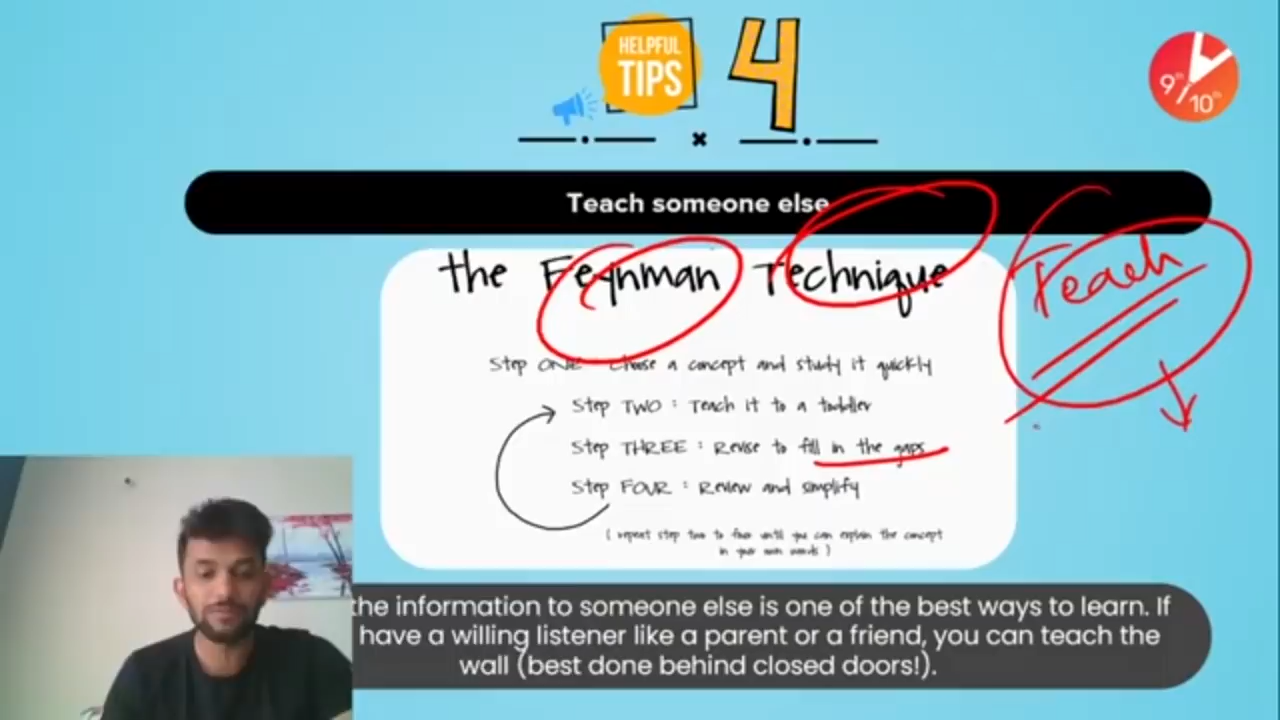 HELPFUL
TIPS
4
9th/10th
Teach someone else
the Feynman Technique
Teach
Step ONE : choose a concept and study it quickly
Step TWO : Teach it to a toddler
Step THREE : Revise to fill in the gaps
Step FOUR : Review and simplify
( repeat step two to four until you can explain the concept
in your own words )
the information to someone else is one of the best ways to learn. If
have a willing listener like a parent or a friend, you can teach the
wall (best done behind closed doors!).